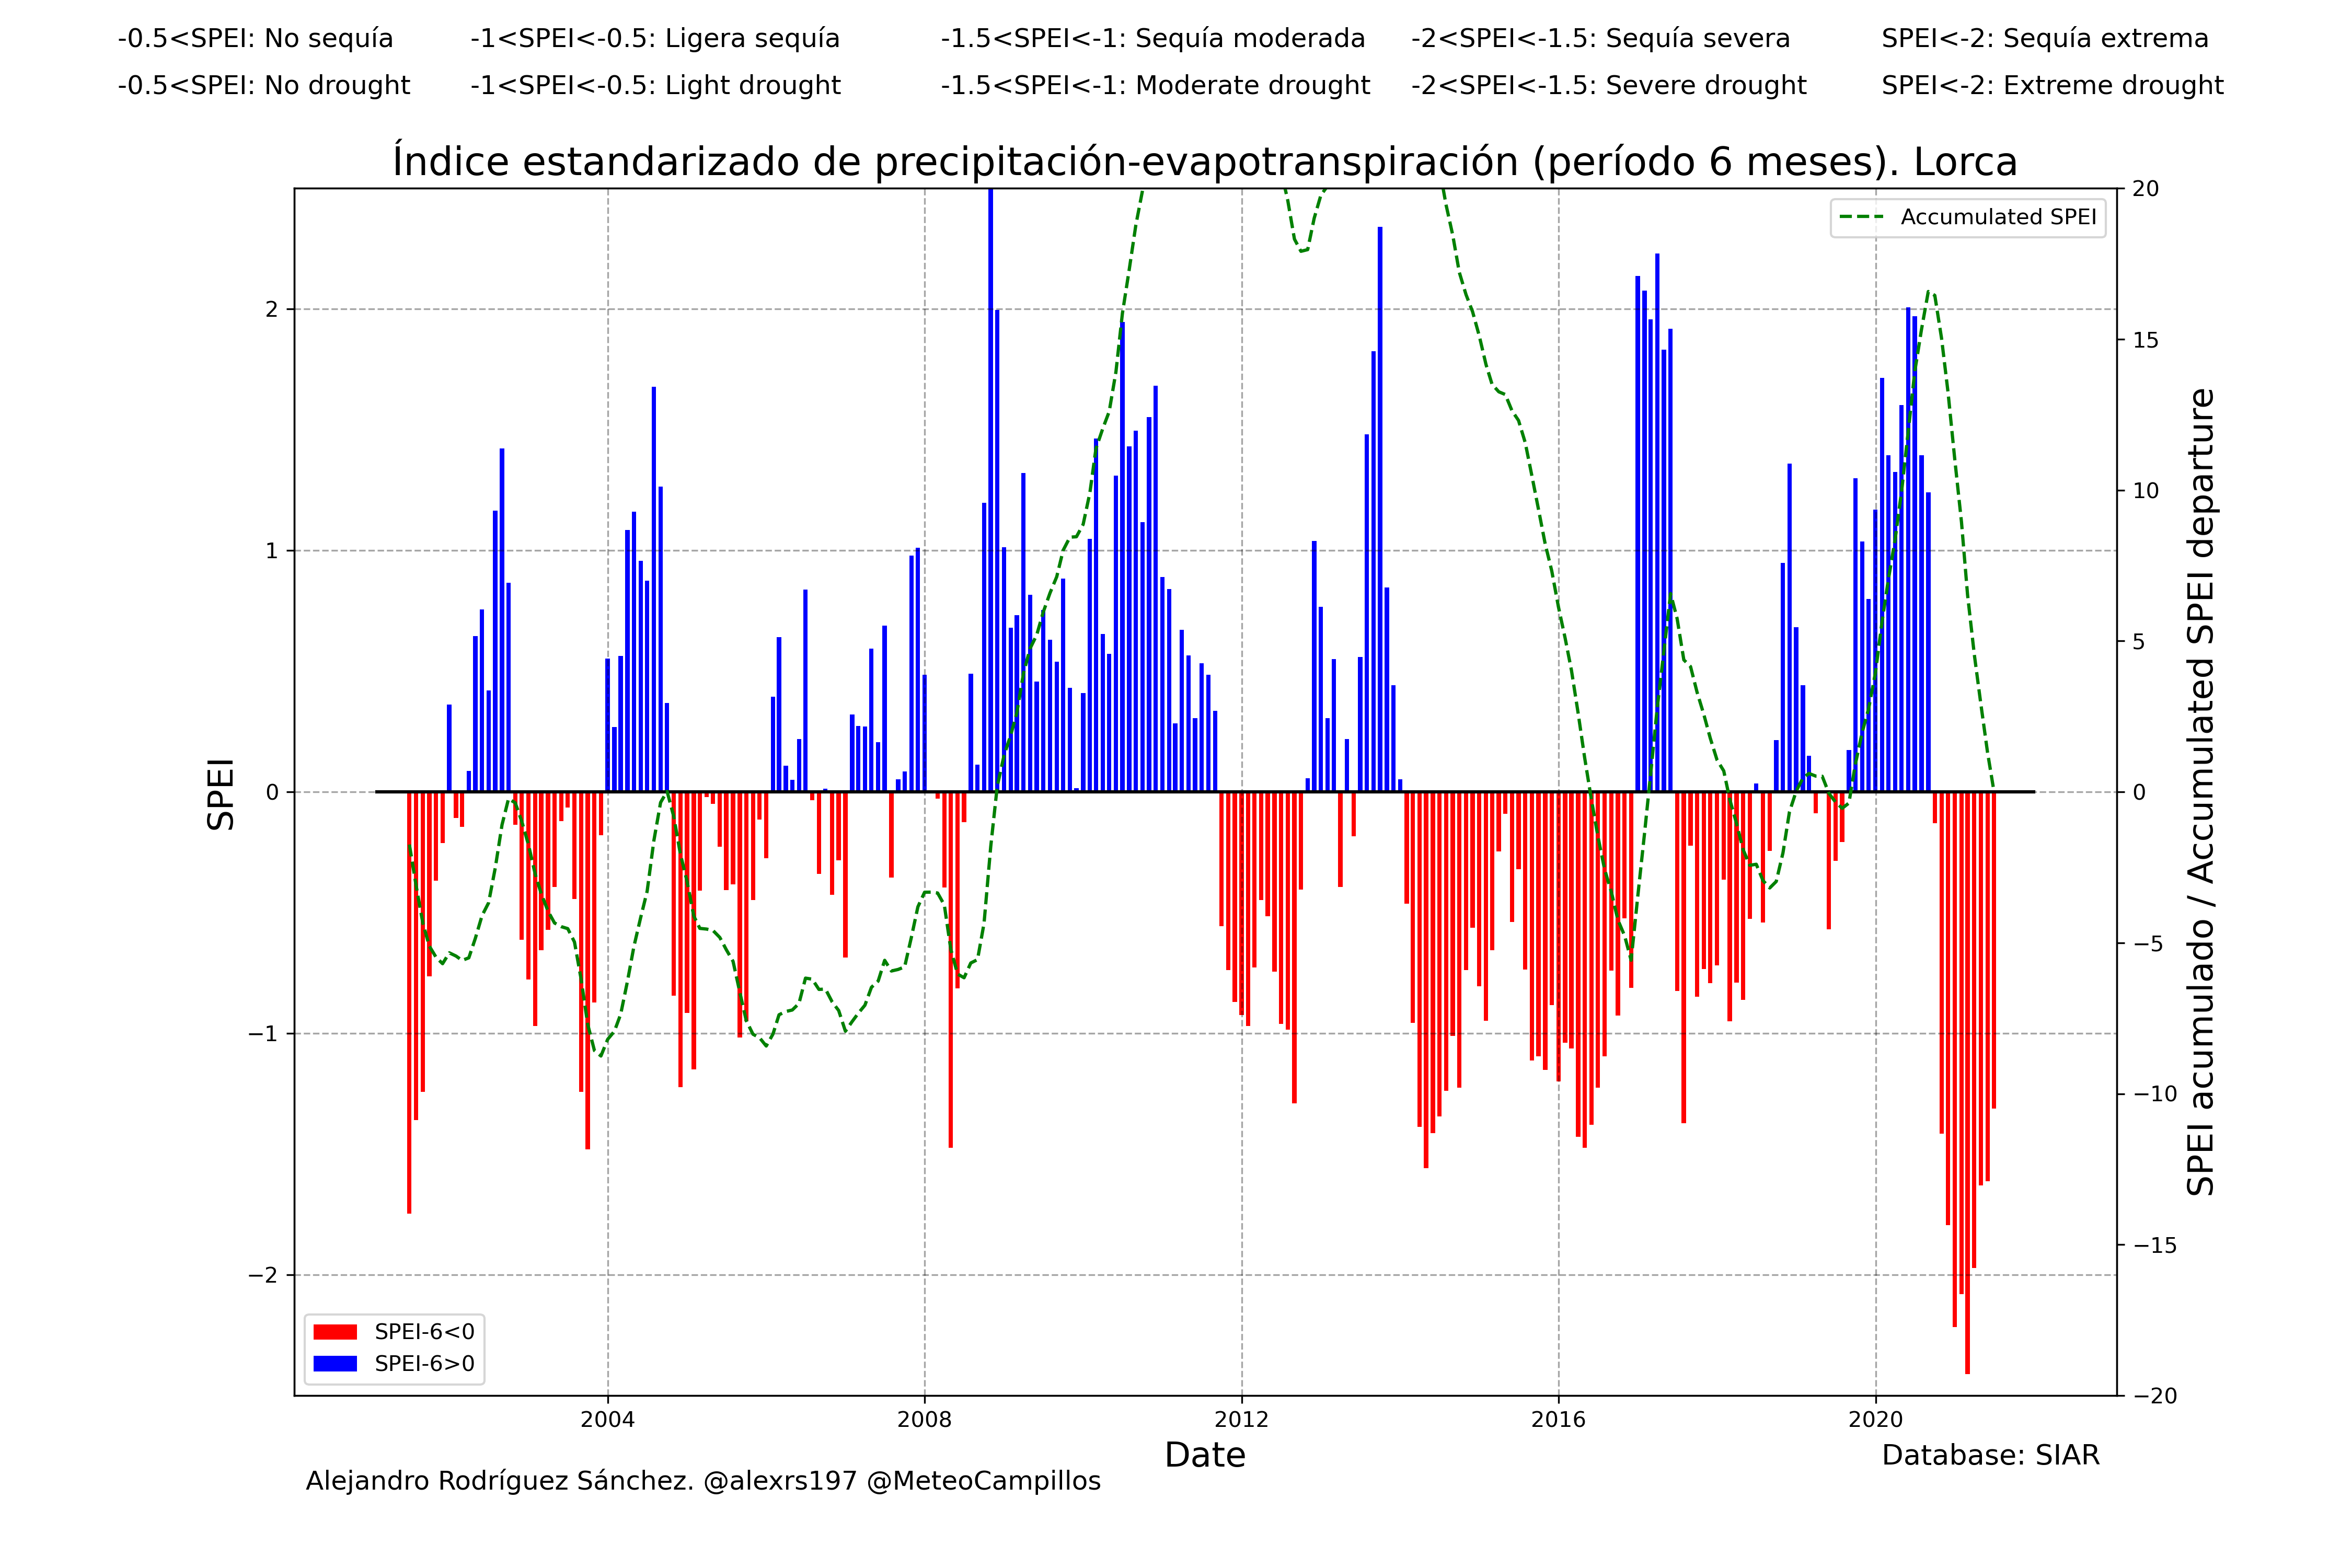 -0.5<SPEI: No sequía -1<SPEI<-0.5: Ligera sequía -1.5<SPEI<-1: Sequía moderada -2<SPEI<-1.5: Sequía severa SPEI<-2: Sequía extrema
-0.5<SPEI: No drought -1<SPEI<-0.5: Light drought -1.5<SPEI<-1: Moderate drought -2<SPEI<-1.5: Severe drought SPEI<-2: Extreme drought
Índice estandarizado de precipitación-evapotranspiración (período 6 meses). Lorca
Accumulated SPEI
SPEI
2
1
0
−1
−2
20
15
10
5
0
−5
−10
−15
−20
SPEI acumulado / Accumulated SPEI departure
SPEI-6<0
SPEI-6>0
2004 2008 2012 2016 2020
Date
Database: SIAR
Alejandro Rodríguez Sánchez. @alexrs197 @MeteoCampillos